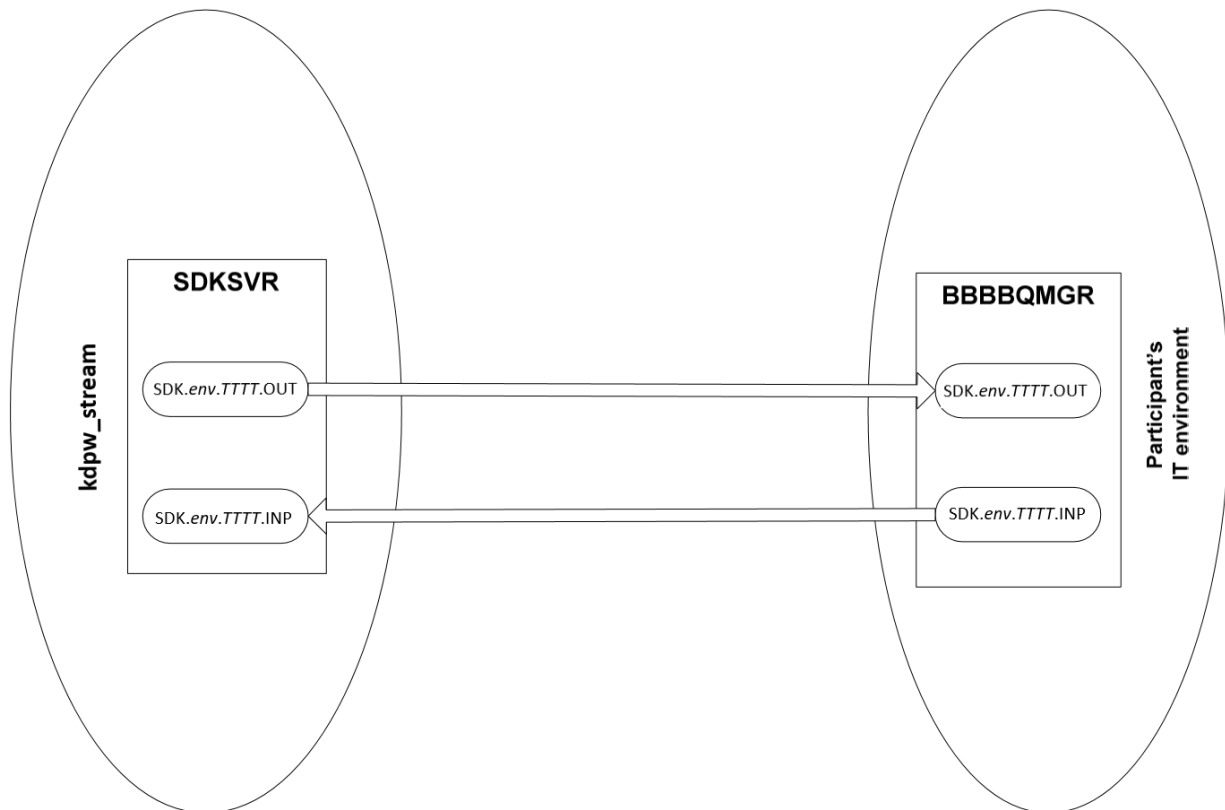 kdpw_stream
SDKSVR
SDK.env.TTTT.OUT
SDK.env.TTTT.INP
BBBBQMGR
SDK.env.TTTT.OUT
SDK.env.TTTT.INP
Participant's
IT environment